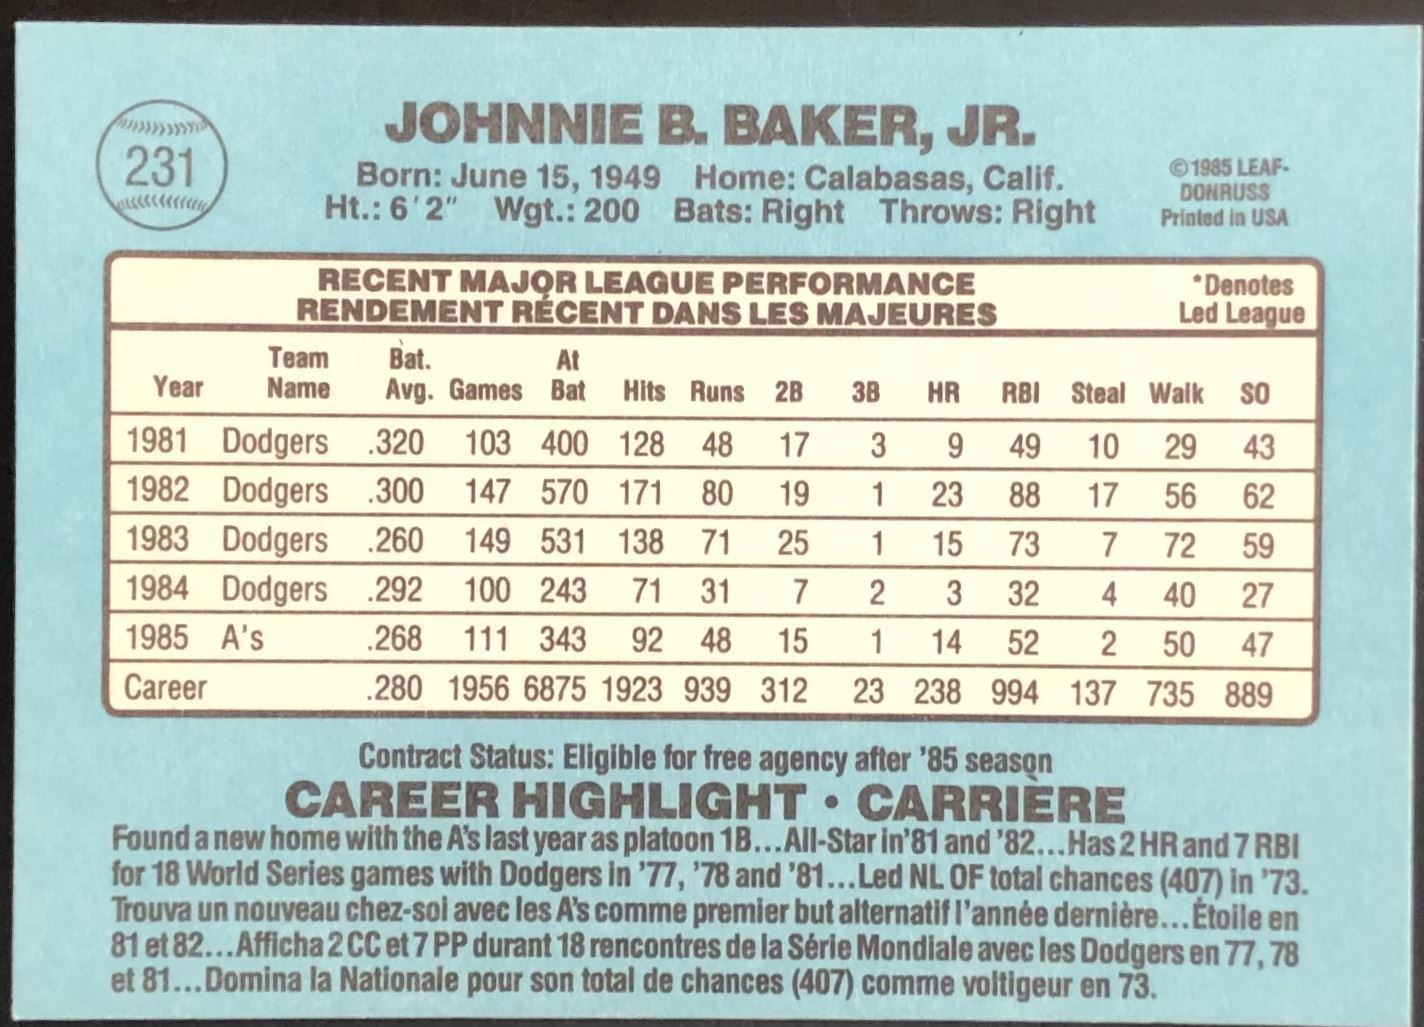 231
JOHNNIE B. BAKER, JR.
Born: June 15, 1949 Home: Calabasas, Calif.
Ht.: 6'2" Wgt.: 200 Bats: Right Throws: Right
©1985 LEAF-
DONRUSS
Printed in USA
RECENT MAJOR LEAGUE PERFORMANCE
RENDEMENT RÉCENT DANS LES MAJEURES
*Denotes
Led League
Year Team Name Bat. Avg. Games At Bat Hits Runs 2B 3B HR RBI Steal Walk SO
1981 Dodgers .320 103 400 128 48 17 3 9 49 10 29 43
1982 Dodgers .300 147 570 171 80 19 1 23 88 17 56 62
1983 Dodgers .260 149 531 138 71 25 1 15 73 7 72 59
1984 Dodgers .292 100 243 71 31 7 2 3 32 4 40 27
1985 A's .268 111 343 92 48 15 1 14 52 2 50 47
Career .280 1956 6875 1923 939 312 23 238 994 137 735 889
Contract Status: Eligible for free agency after '85 season
CAREER HIGHLIGHT • CARRIÈRE
Found a new home with the A's last year as platoon 1B...All-Star in '81 and '82...Has 2 HR and 7 RBI
for 18 World Series games with Dodgers in '77, '78 and '81...Led NL OF total chances (407) in '73.
Trouva un nouveau chez-soi avec les A's comme premier but alternatif l'année dernière...Étoile en
81 et 82...Afficha 2 CC et 7 PP durant 18 rencontres de la Série Mondiale avec les Dodgers en 77, 78
et 81...Domina la Nationale pour son total de chances (407) comme voltigeur en 73.